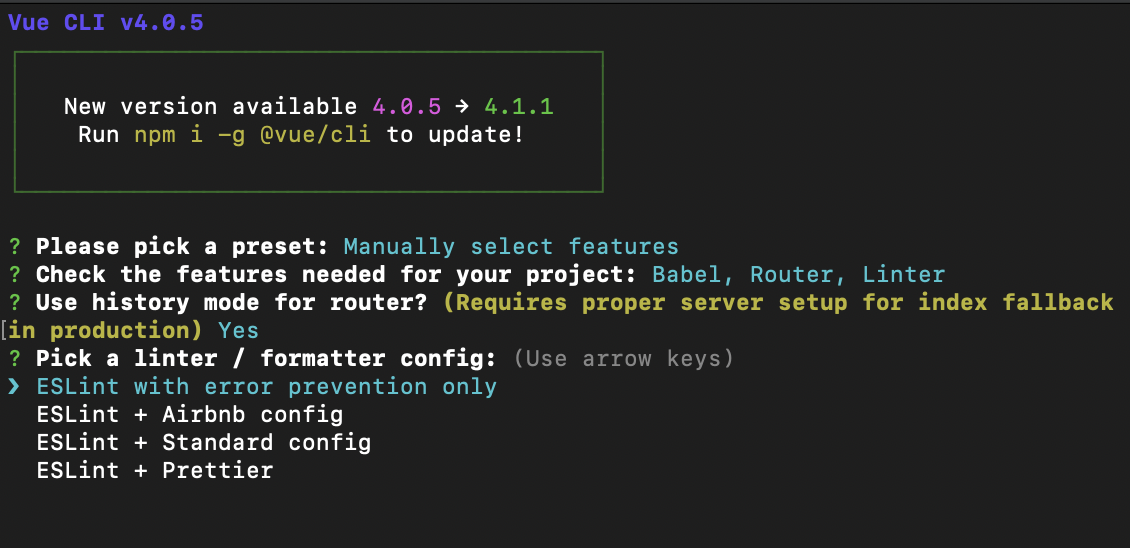 Vue CLI v4.0.5
New version available 4.0.5 → 4.1.1
Run npm i -g @vue/cli to update!
? Please pick a preset: Manually select features
? Check the features needed for your project: Babel, Router, Linter
? Use history mode for router? (Requires proper server setup for index fallback
[in production) Yes
? Pick a linter / formatter config: (Use arrow keys)
❯ ESLint with error prevention only
ESLint + Airbnb config
ESLint + Standard config
ESLint + Prettier